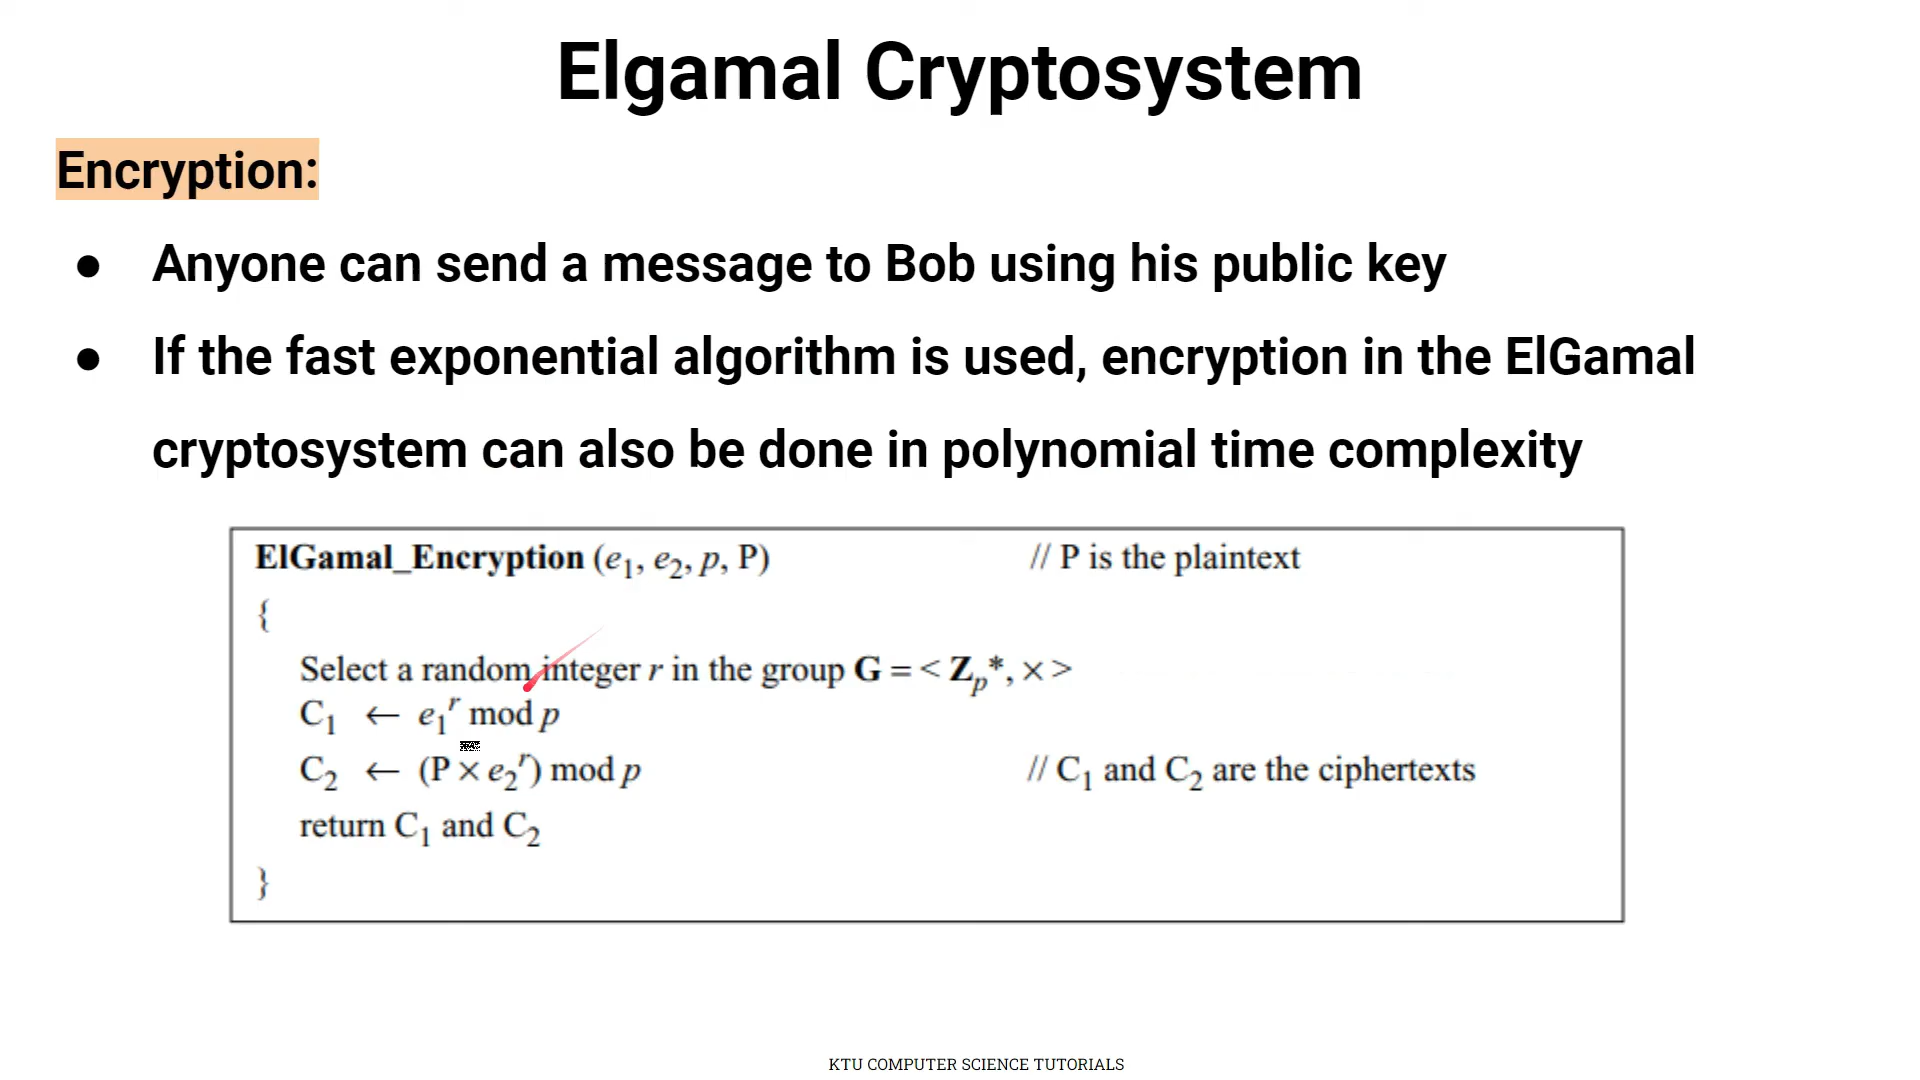 Elgamal Cryptosystem
Encryption:
● Anyone can send a message to Bob using his public key
● If the fast exponential algorithm is used, encryption in the ElGamal
cryptosystem can also be done in polynomial time complexity
ElGamal_Encryption (e₁, e₂, p, P) // P is the plaintext
{
Select a random integer r in the group G = < Zp*, × >
C₁ ← e₁ʳ mod p
C₂ ← (P × e₂ʳ) mod p // C₁ and C₂ are the ciphertexts
return C₁ and C₂
}
KTU COMPUTER SCIENCE TUTORIALS